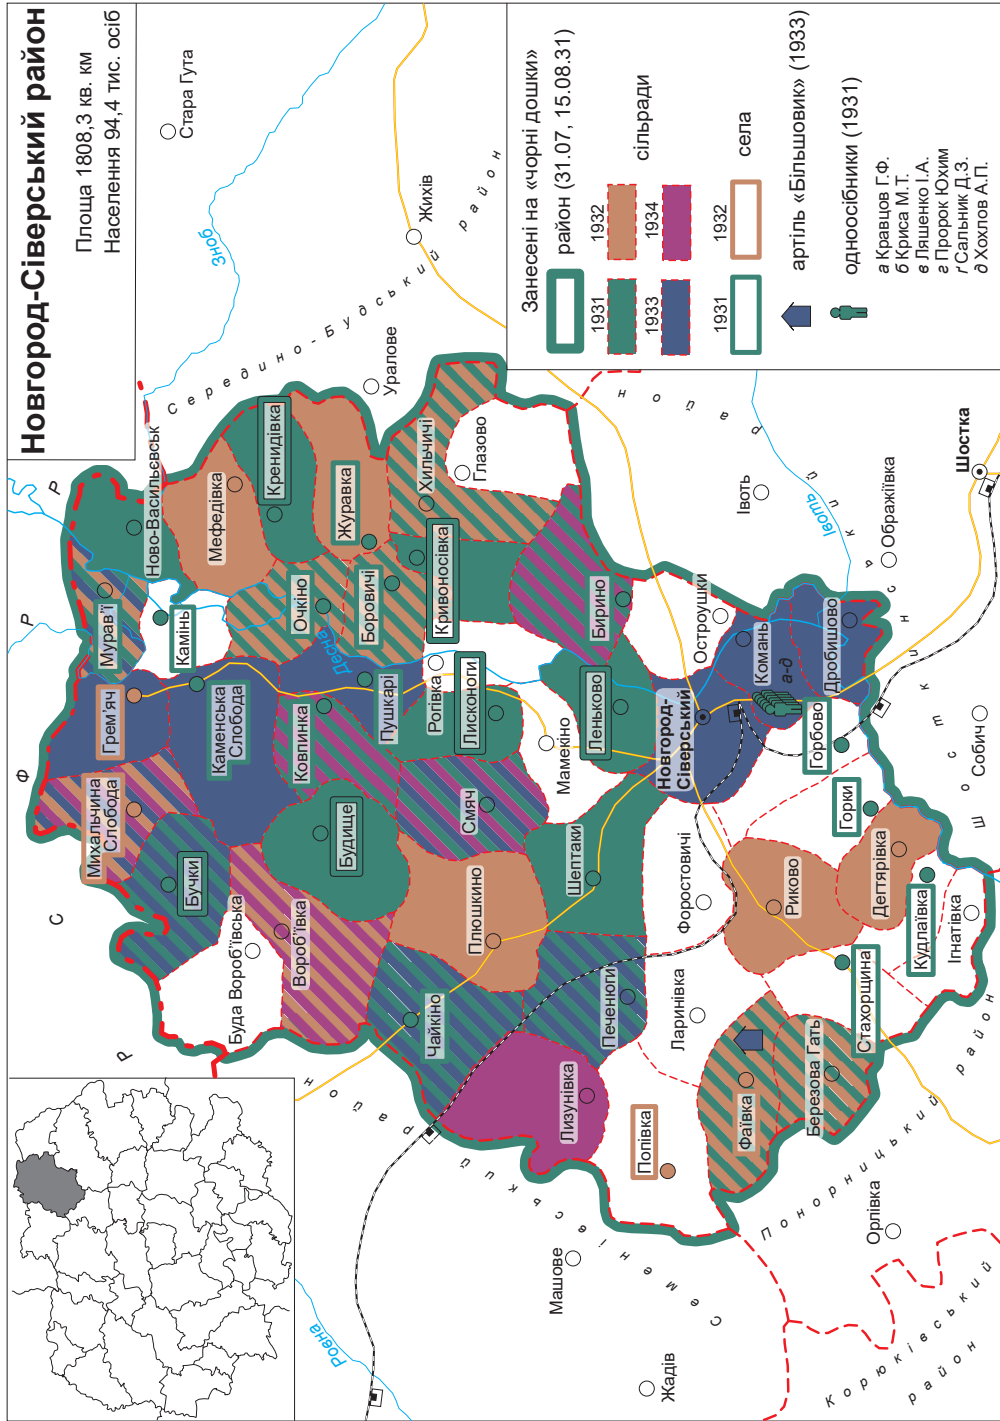 Новгород-Сіверський район
Площа 1808,3 кв. км
Населення 94,4 тис. осіб
Стара Гута
Зноб
Жихів
Середино-Будський район
Уралове
Р С Ф Р Р
Ново-Васильєвськ
Мефедівка
Кренидівка
Журавка
Хильчичі
Глазово
Мурав'ї
Камінь
Очкіно
Боровичі
Кривоносівка
Бирино
Десна
Грем'яч
Каменська
Слобода
Ковпинка
Пушкарі
Рогівка
Лисконоги
Мамекіно
Леньково
Остроушки
Новгород-
Сіверський
Комань
а-д
Дробишово
Михальчина
Слобода
Бучки
Будище
Смяч
Шептаки
Форостовичі
Горбово
Горки
Буда Вороб'ївська
Вороб'ївка
Плюшкино
Риково
Дегтярівка
Кудлаївка
Ігнатівка
Чайкіно
Печенюги
Ларинівка
Стахорщина
Лизунівка
Попівка
Фаївка
Березова Гать
Івоть
Івоть
Ображіївка
Шостка
Собич
Шосткинський район
Семенівський район
Понорницький район
Корюківський
район
Машове
Жадів
Орлівка
Ровна
Занесені на «чорні дошки»
район (31.07, 15.08.31)
1931
1932
1933
1934
сільради
1931
1932
села
артіль «Більшовик» (1933)
одноосібники (1931)
а Кравцов Г.Ф.
б Криса М.Т.
в Ляшенко І.А.
г Пророк Юхим
ґ Сальник Д.З.
д Хохлов А.П.